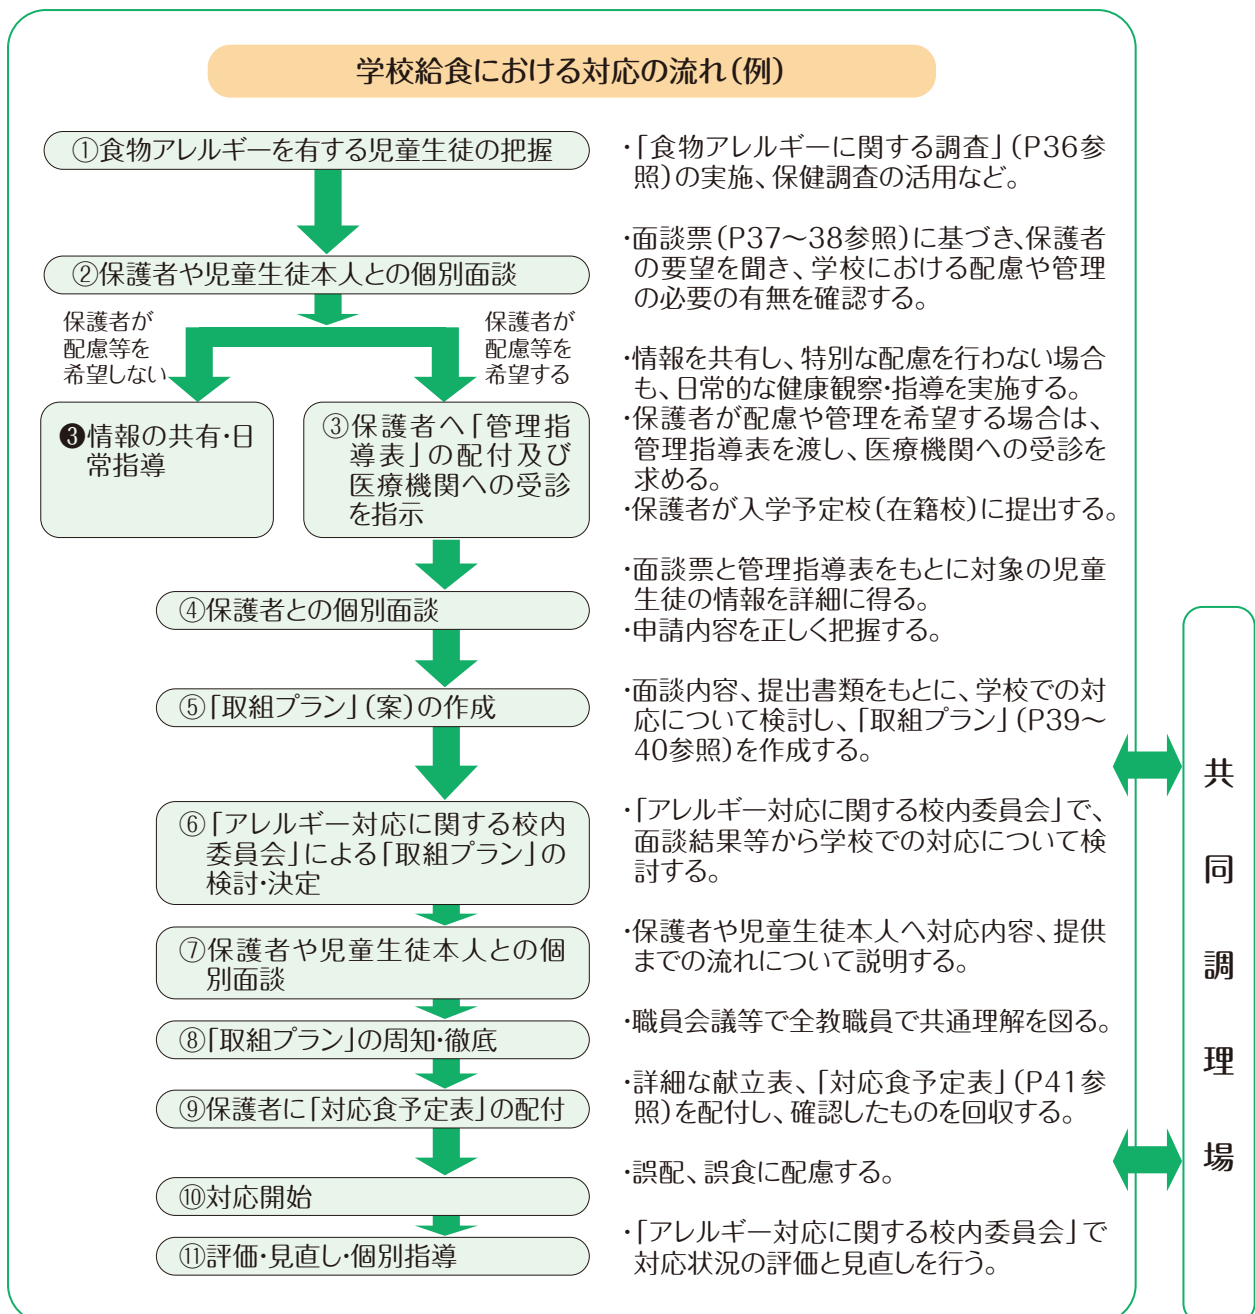 学校給食における対応の流れ(例)
①食物アレルギーを有する児童生徒の把握
・「食物アレルギーに関する調査」(P36参
照)の実施、保健調査の活用など。
②保護者や児童生徒本人との個別面談
・面談票(P37〜38参照)に基づき、保護者
の要望を聞き、学校における配慮や管理
の必要の有無を確認する。
保護者が
配慮等を
希望しない
保護者が
配慮等を
希望する
❸情報の共有・日
常指導
③保護者へ「管理指
導表」の配付及び
医療機関への受診
を指示
・情報を共有し、特別な配慮を行わない場合
も、日常的な健康観察・指導を実施する。
・保護者が配慮や管理を希望する場合は、
管理指導表を渡し、医療機関への受診を
求める。
・保護者が入学予定校(在籍校)に提出する。
④保護者との個別面談
・面談票と管理指導表をもとに対象の児童
生徒の情報を詳細に得る。
・申請内容を正しく把握する。
⑤「取組プラン」(案)の作成
・面談内容、提出書類をもとに、学校での対
応について検討し、「取組プラン」(P39〜
40参照)を作成する。
⑥「アレルギー対応に関する校内
委員会」による「取組プラン」の
検討・決定
・「アレルギー対応に関する校内委員会」で、
面談結果等から学校での対応について検
討する。
⑦保護者や児童生徒本人との個
別面談
・保護者や児童生徒本人へ対応内容、提供
までの流れについて説明する。
⑧「取組プラン」の周知・徹底
・職員会議等で全教職員で共通理解を図る。
⑨保護者に「対応食予定表」の配付
・詳細な献立表、「対応食予定表」(P41参
照)を配付し、確認したものを回収する。
⑩対応開始
・誤配、誤食に配慮する。
⑪評価・見直し・個別指導
・「アレルギー対応に関する校内委員会」で
対応状況の評価と見直しを行う。
共同調理場